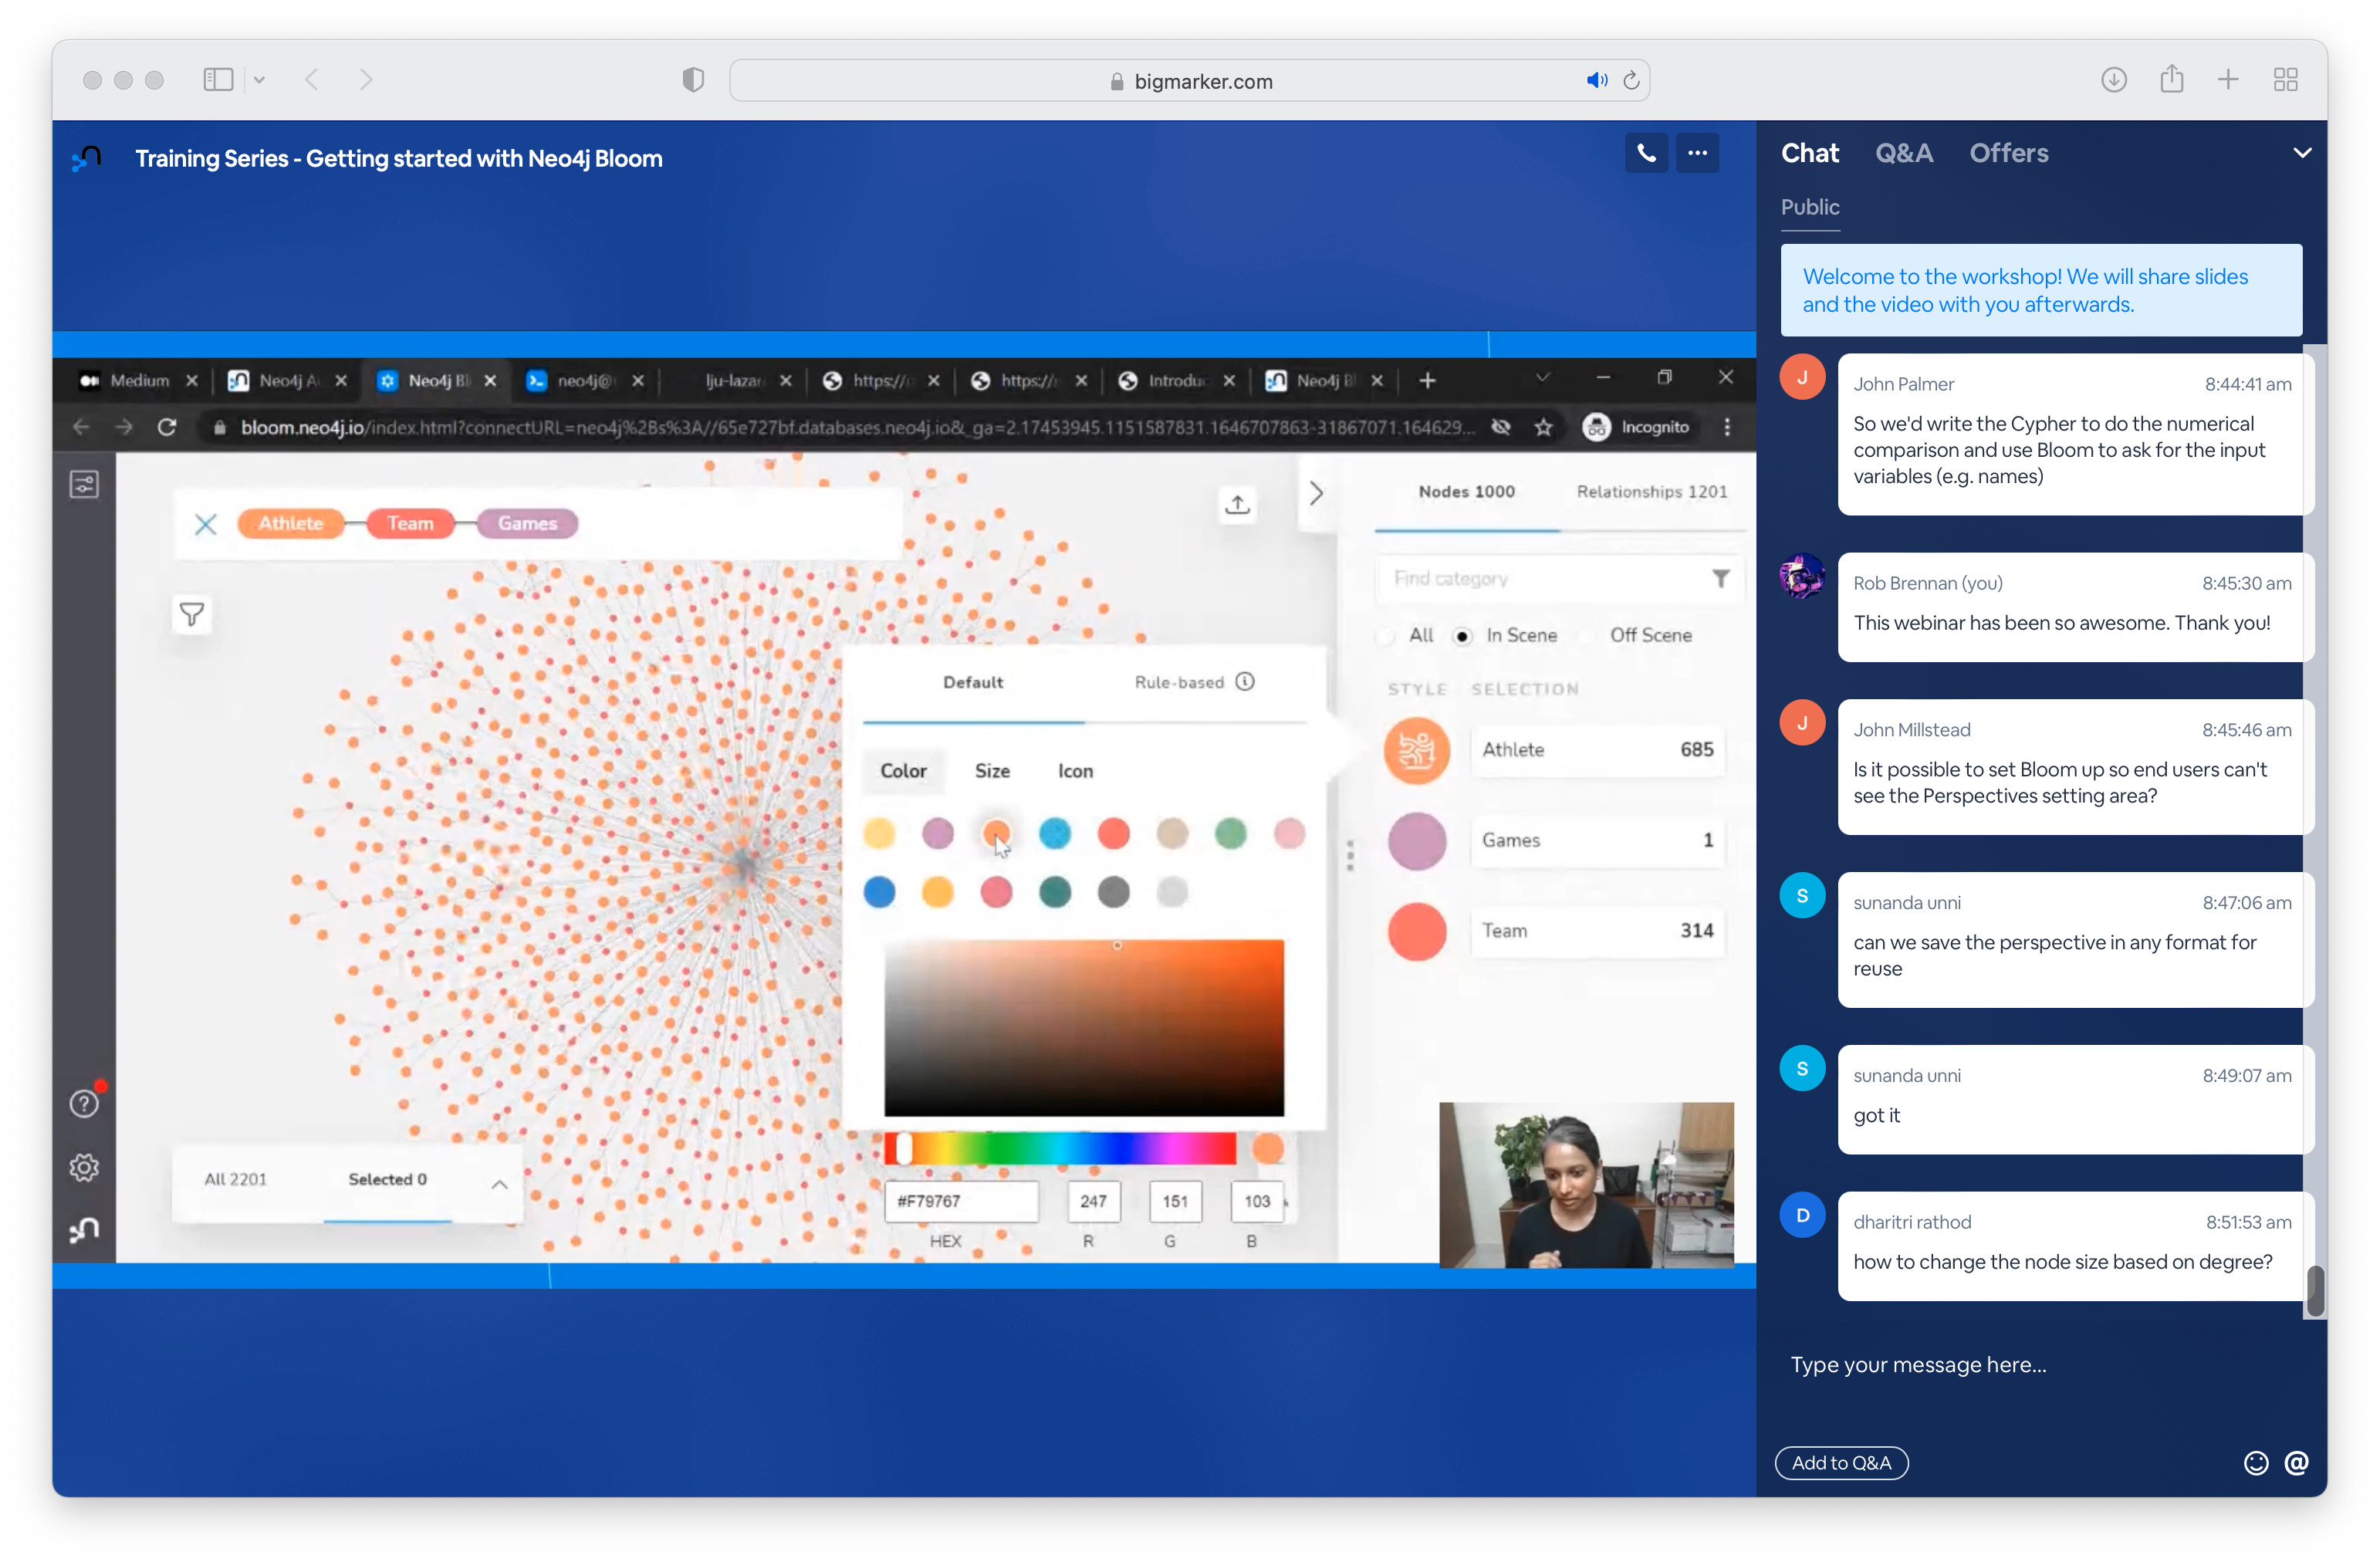 bigmarker.com
Training Series - Getting started with Neo4j Bloom
Medium
Neo4j A
Neo4j Bl
neo4j@
lju-lazar
https://
https://
Introduc
Neo4j Bl
bloom.neo4j.io/index.html?connectURL=neo4j%2Bs%3A//65e727bf.databases.neo4j.io&_ga=2.17453945.1151587831.1646707863-31867071.164629...
Incognito
Athlete
Team
Games
Nodes 1000
Relationships 1201
Find category
All
In Scene
Off Scene
STYLE
SELECTION
Athlete 685
Games 1
Team 314
Default
Rule-based
Color
Size
Icon
#F79767
247
151
103
HEX
R
G
B
All 2201
Selected 0
Chat
Q&A
Offers
Public
Welcome to the workshop! We will share slides
and the video with you afterwards.
J
John Palmer 8:44:41 am
So we'd write the Cypher to do the numerical
comparison and use Bloom to ask for the input
variables (e.g. names)
Rob Brennan (you) 8:45:30 am
This webinar has been so awesome. Thank you!
J
John Millstead 8:45:46 am
Is it possible to set Bloom up so end users can't
see the Perspectives setting area?
S
sunanda unni 8:47:06 am
can we save the perspective in any format for
reuse
S
sunanda unni 8:49:07 am
got it
D
dharitri rathod 8:51:53 am
how to change the node size based on degree?
Type your message here...
Add to Q&A